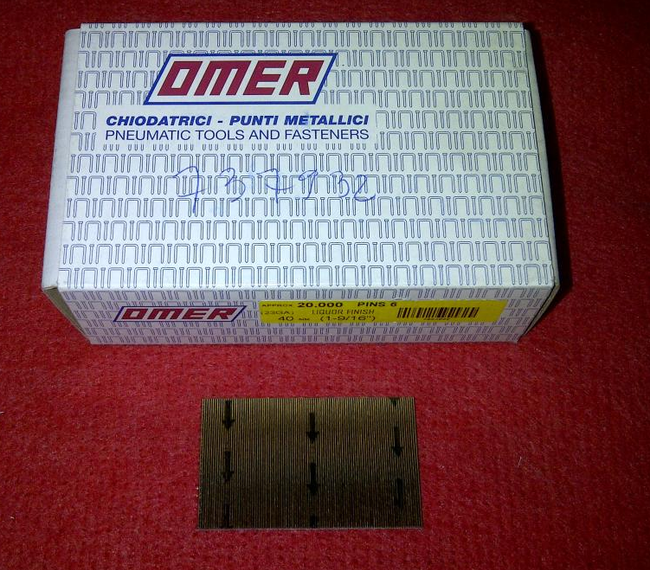 OMER
CHIODATRICI - PUNTI METALLICI
PNEUMATIC TOOLS AND FASTENERS
737932
OMER
APPROX 20.000 PINS 6
(23GA) LIQUOR FINISH
40 mm (1-9/16")